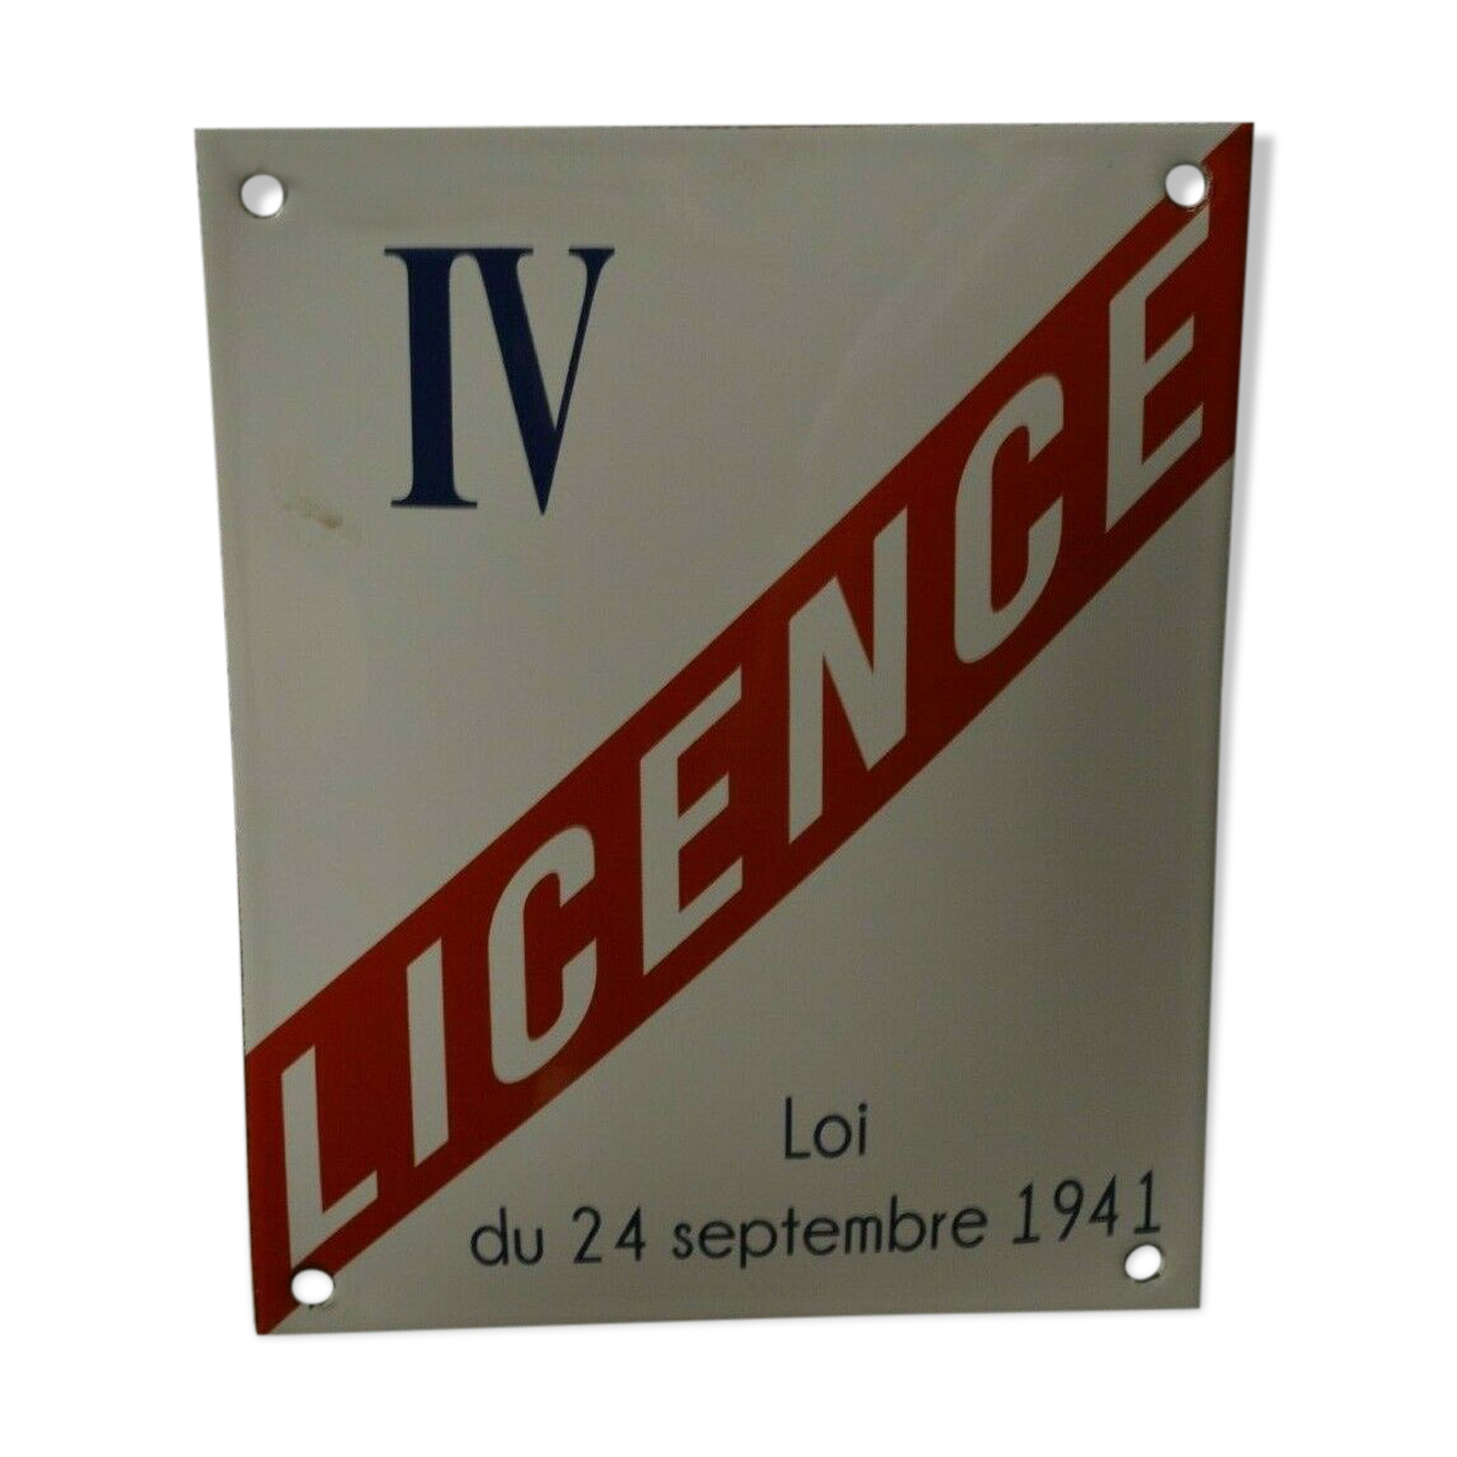 IV
LICENCE
Loi
du 24 septembre 1941